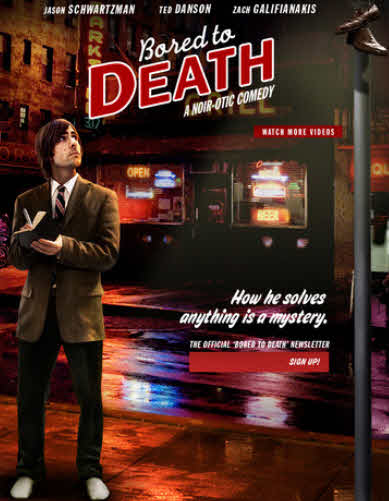 JASON SCHWARTZMAN TED DANSON ZACH GALIFIANAKIS
Bored to
DEATH
A NOIR-OTIC COMEDY
WATCH MORE VIDEOS
OPEN
BEER
How he solves
anything is a mystery.
THE OFFICIAL 'BORED TO DEATH' NEWSLETTER
SIGN UP!